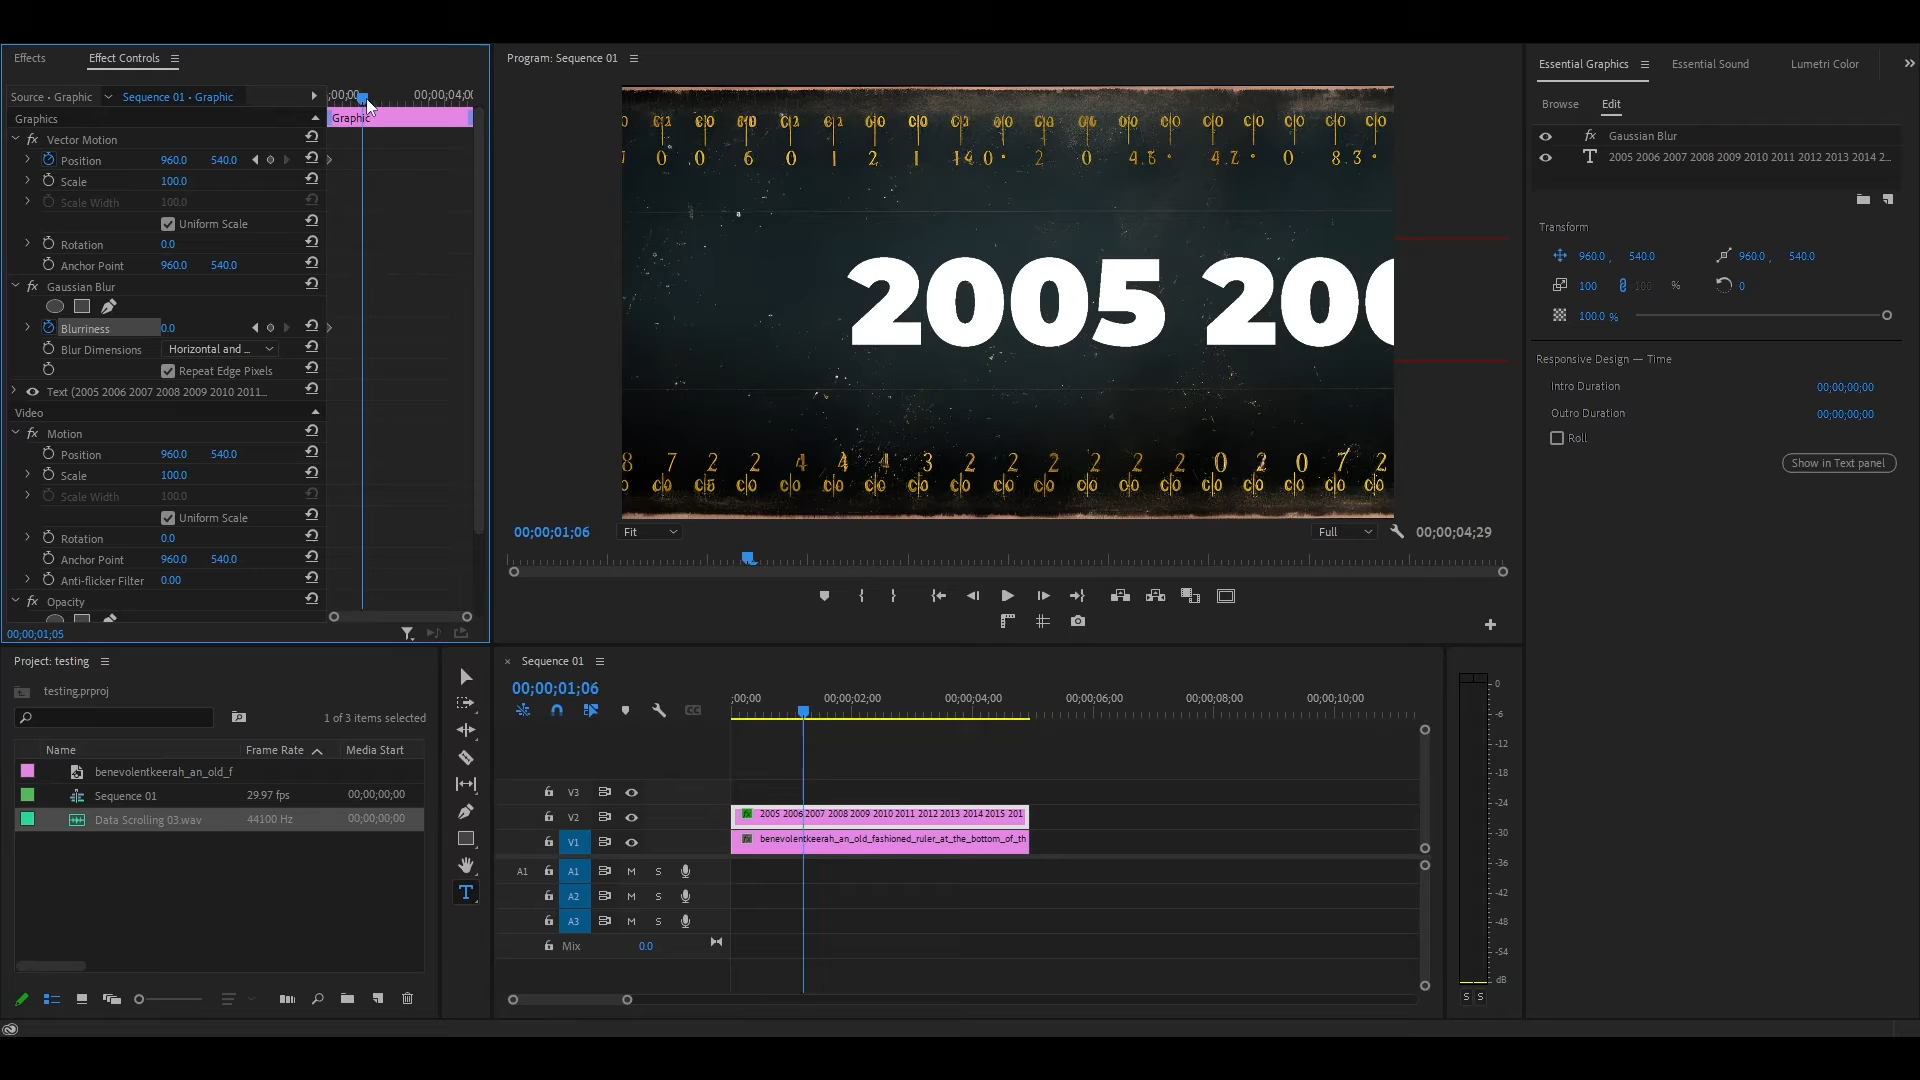 Effects
Effect Controls
Source • Graphic
Sequence 01 • Graphic
;00;00
00;00;04;00
Graphics
Graphic
Vector Motion
Position 960.0 540.0
Scale 100.0
Scale Width 100.0
Uniform Scale
Rotation 0.0
Anchor Point 960.0 540.0
Gaussian Blur
Blurriness 0.0
Blur Dimensions Horizontal and ...
Repeat Edge Pixels
Text (2005 2006 2007 2008 2009 2010 2011...
Video
Motion
Position 960.0 540.0
Scale 100.0
Scale Width 100.0
Uniform Scale
Rotation 0.0
Anchor Point 960.0 540.0
Anti-flicker Filter 0.00
Opacity
00;00;01;05
Program: Sequence 01
2005 200
00;00;01;06
Fit
Full
00;00;04;29
Essential Graphics
Essential Sound
Lumetri Color
Browse
Edit
fx Gaussian Blur
T 2005 2006 2007 2008 2009 2010 2011 2012 2013 2014 2...
Transform
960.0 , 540.0
960.0 , 540.0
100
100 %
0
100.0 %
Responsive Design — Time
Intro Duration 00;00;00;00
Outro Duration 00;00;00;00
Roll
Show in Text panel
Project: testing
testing.prproj
1 of 3 items selected
Name Frame Rate Media Start
benevolentkeerah_an_old_f
Sequence 01 29.97 fps 00;00;00;00
Data Scrolling 03.wav 44100 Hz 00;00;00;00
Sequence 01
00;00;01;06
;00;00 00;00;02;00 00;00;04;00 00;00;06;00 00;00;08;00 00;00;10;00
V3
V2
2005 2006 2007 2008 2009 2010 2011 2012 2013 2014 2015 201
V1
benevolentkeerah_an_old_fashioned_ruler_at_the_bottom_of_th
A1 A1 M S
A2 M S
A3 M S
Mix 0.0
0
-6
-12
-18
-24
-30
-36
-42
-48
-54
dB
S S